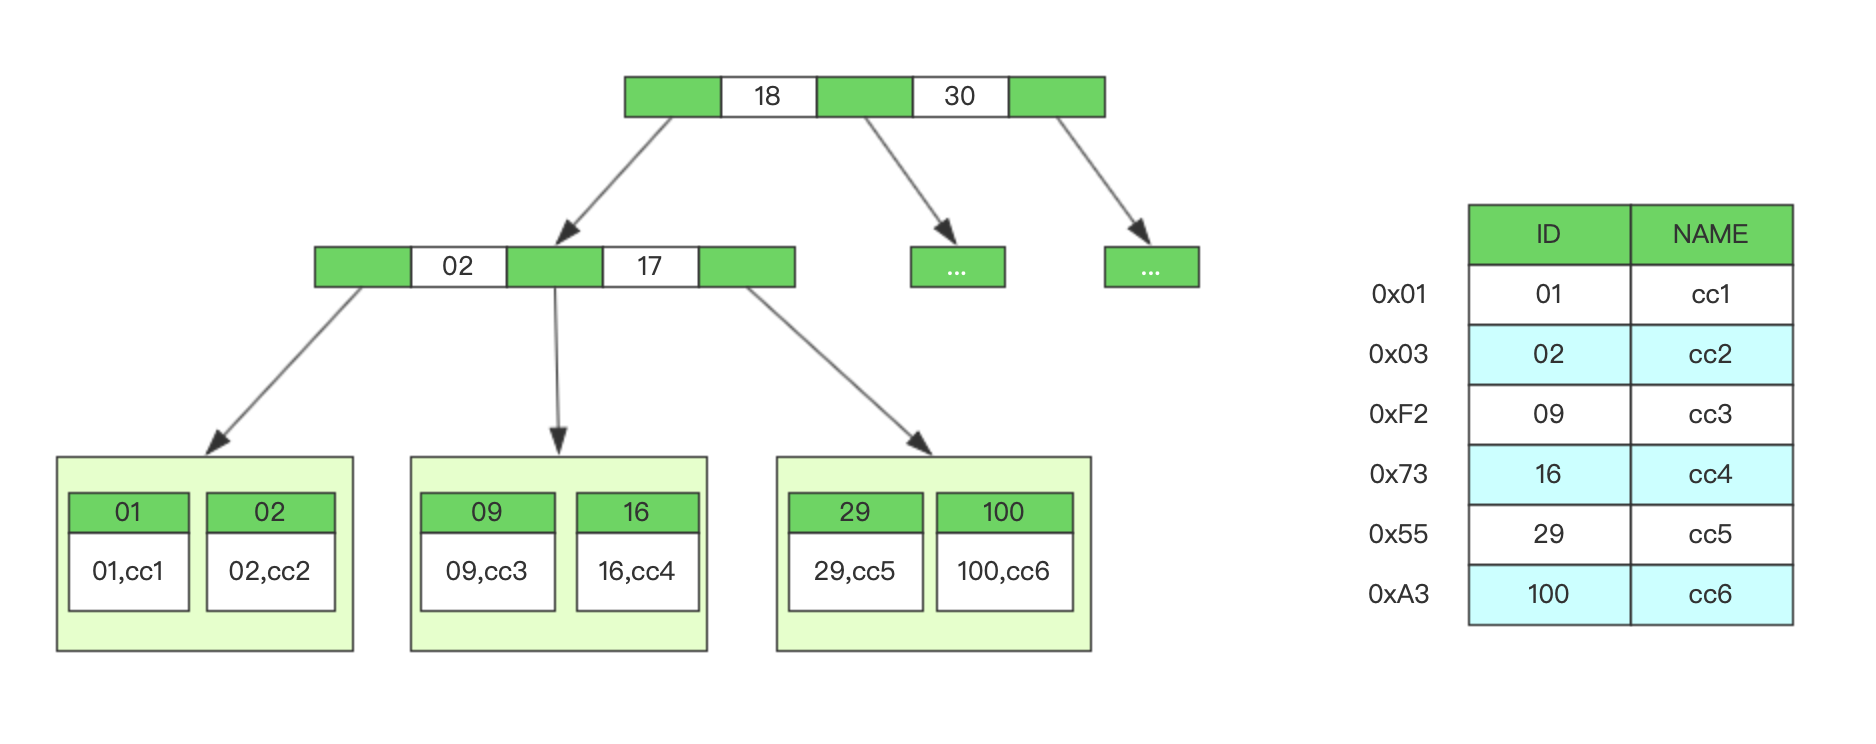 18 30
02 17 ... ...
01 02 09 16 29 100
01,cc1 02,cc2 09,cc3 16,cc4 29,cc5 100,cc6
ID NAME
0x01 01 cc1
0x03 02 cc2
0xF2 09 cc3
0x73 16 cc4
0x55 29 cc5
0xA3 100 cc6